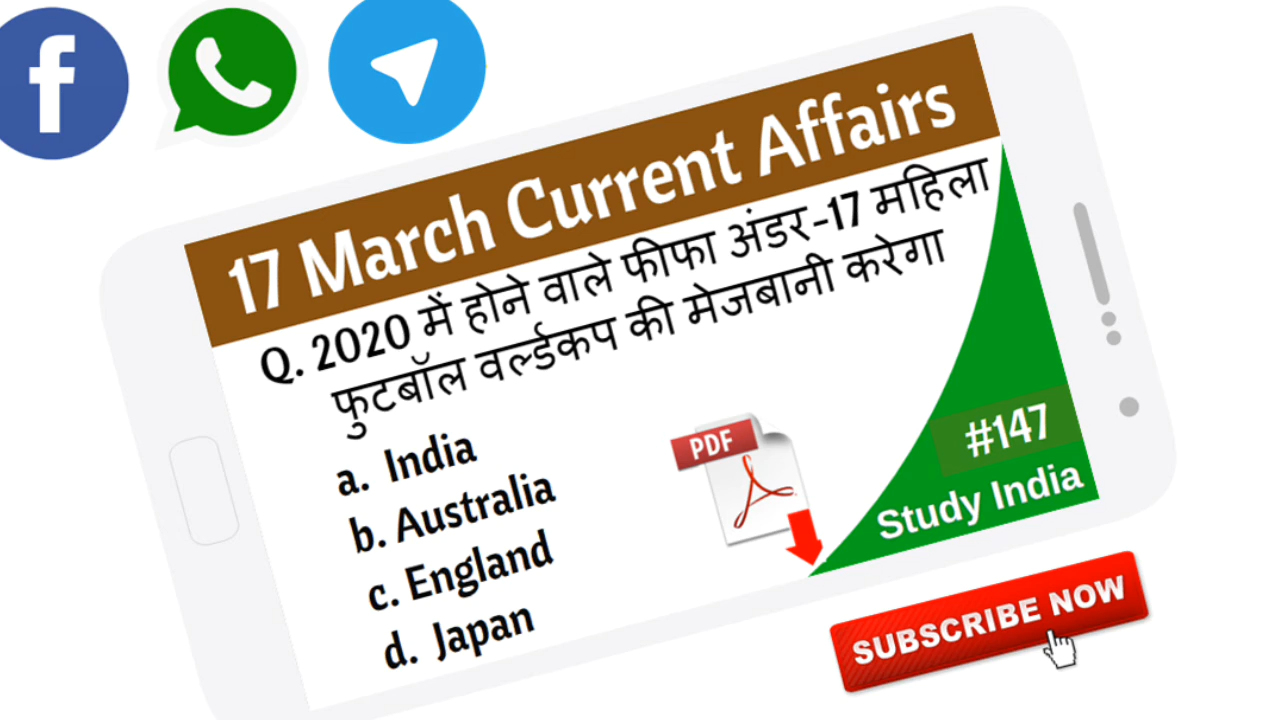 17 March Current Affairs
Q. 2020 में होने वाले फीफा अंडर-17 महिला
फुटबॉल वर्ल्डकप की मेजबानी करेगा
a. India
b. Australia
c. England
d. Japan
PDF
#147
Study India
SUBSCRIBE NOW